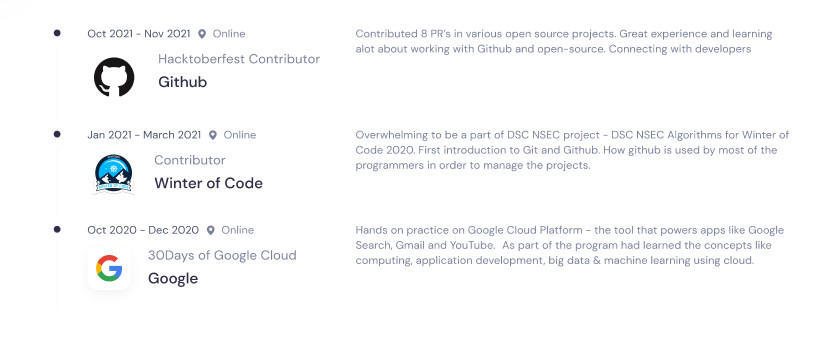 Oct 2021 - Nov 2021 Online
Hacktoberfest Contributor
Github
Contributed 8 PR's in various open source projects. Great experience and learning
alot about working with Github and open-source. Connecting with developers
Jan 2021 - March 2021 Online
Contributor
Winter of Code
Overwhelming to be a part of DSC NSEC project - DSC NSEC Algorithms for Winter of
Code 2020. First introduction to Git and Github. How github is used by most of the
programmers in order to manage the projects.
Oct 2020 - Dec 2020 Online
30Days of Google Cloud
Google
Hands on practice on Google Cloud Platform - the tool that powers apps like Google
Search, Gmail and YouTube. As part of the program had learned the concepts like
computing, application development, big data & machine learning using cloud.